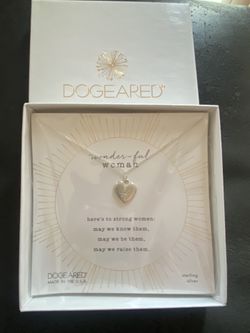 DOGEARED
wonder-ful
woman
here's to strong women:
may we know them,
may we be them,
may we raise them.
DOGEARED
MADE IN THE U.S.A.
sterling
silver